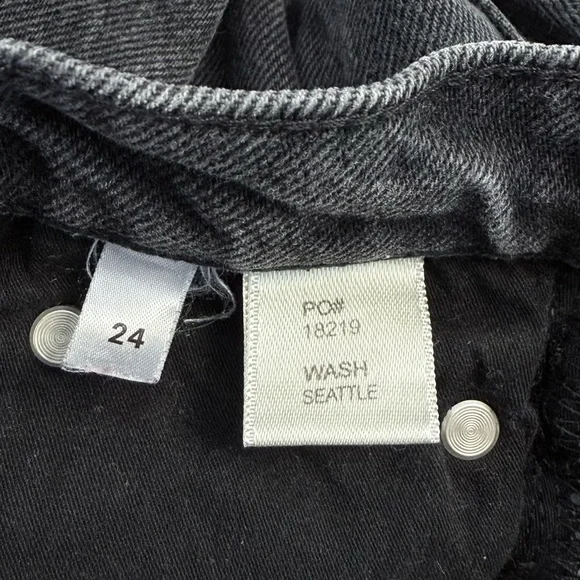 24
PO#
18219
WASH
SEATTLE